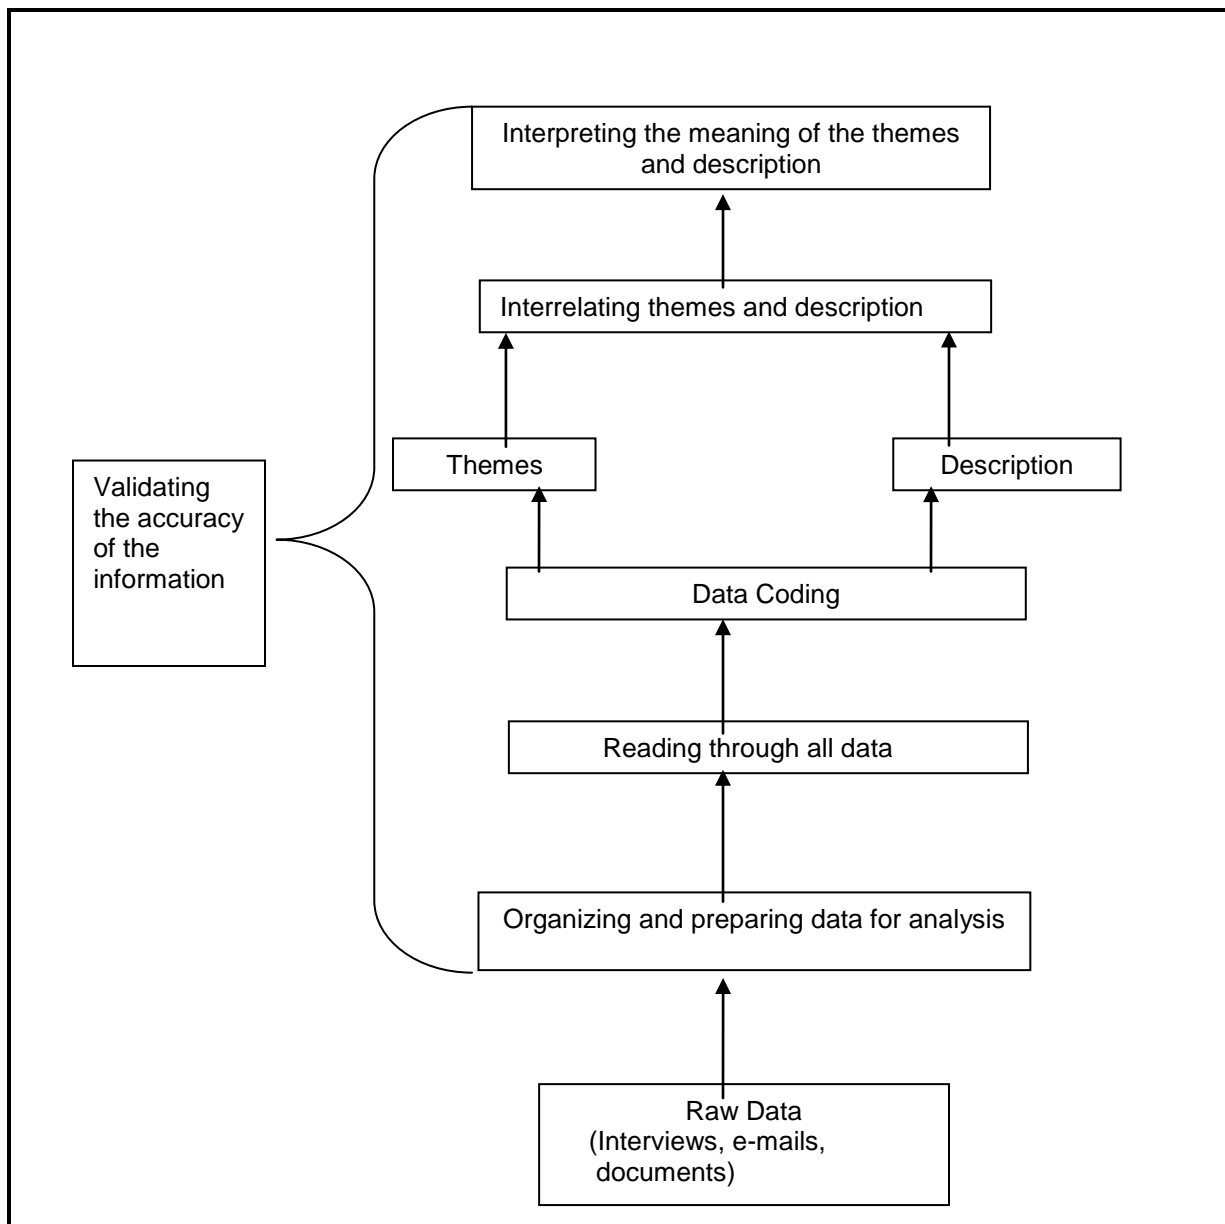 Interpreting the meaning of the themes
and description
Interrelating themes and description
Themes
Description
Validating
the accuracy
of the
information
Data Coding
Reading through all data
Organizing and preparing data for analysis
Raw Data
(Interviews, e-mails,
documents)